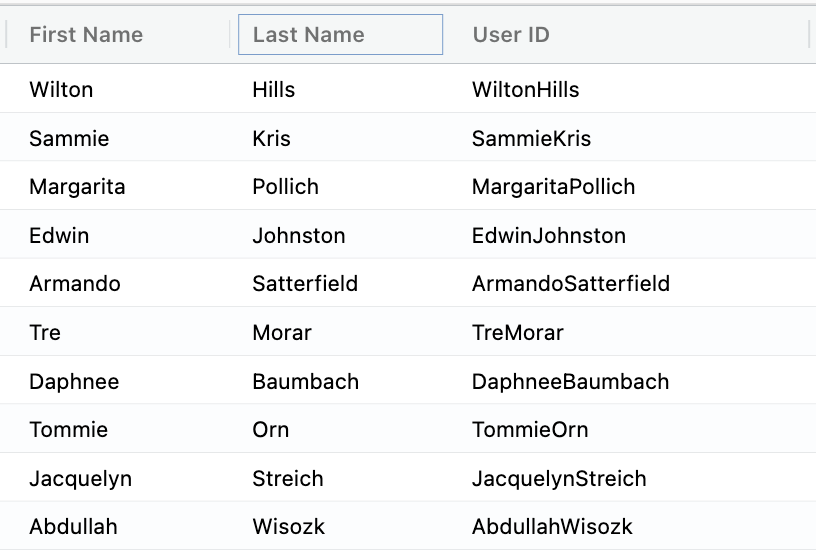 First Name Last Name User ID
Wilton Hills WiltonHills
Sammie Kris SammieKris
Margarita Pollich MargaritaPollich
Edwin Johnston EdwinJohnston
Armando Satterfield ArmandoSatterfield
Tre Morar TreMorar
Daphnee Baumbach DaphneeBaumbach
Tommie Orn TommieOrn
Jacquelyn Streich JacquelynStreich
Abdullah Wisozk AbdullahWisozk